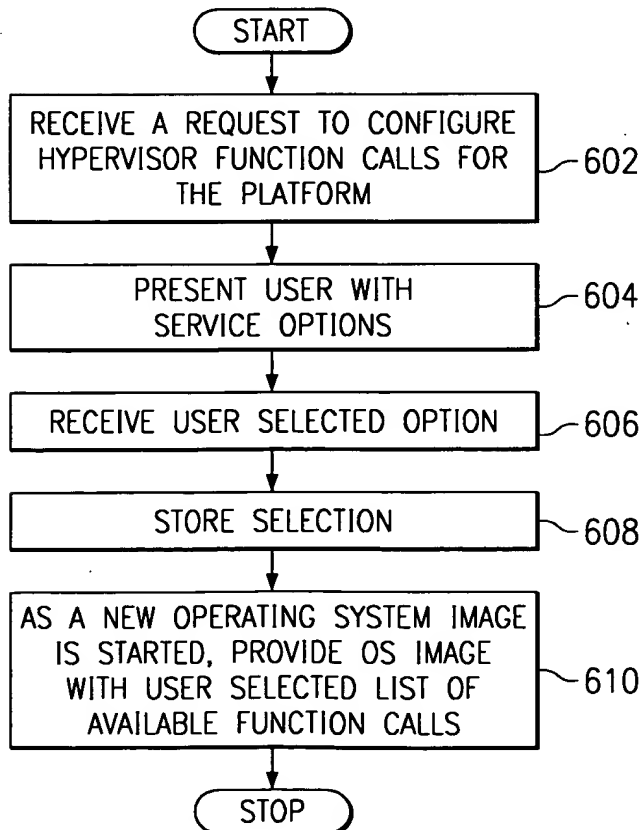 START
RECEIVE A REQUEST TO CONFIGURE
HYPERVISOR FUNCTION CALLS FOR
THE PLATFORM
602
PRESENT USER WITH
SERVICE OPTIONS
604
RECEIVE USER SELECTED OPTION
606
STORE SELECTION
608
AS A NEW OPERATING SYSTEM IMAGE
IS STARTED, PROVIDE OS IMAGE
WITH USER SELECTED LIST OF
AVAILABLE FUNCTION CALLS
610
STOP